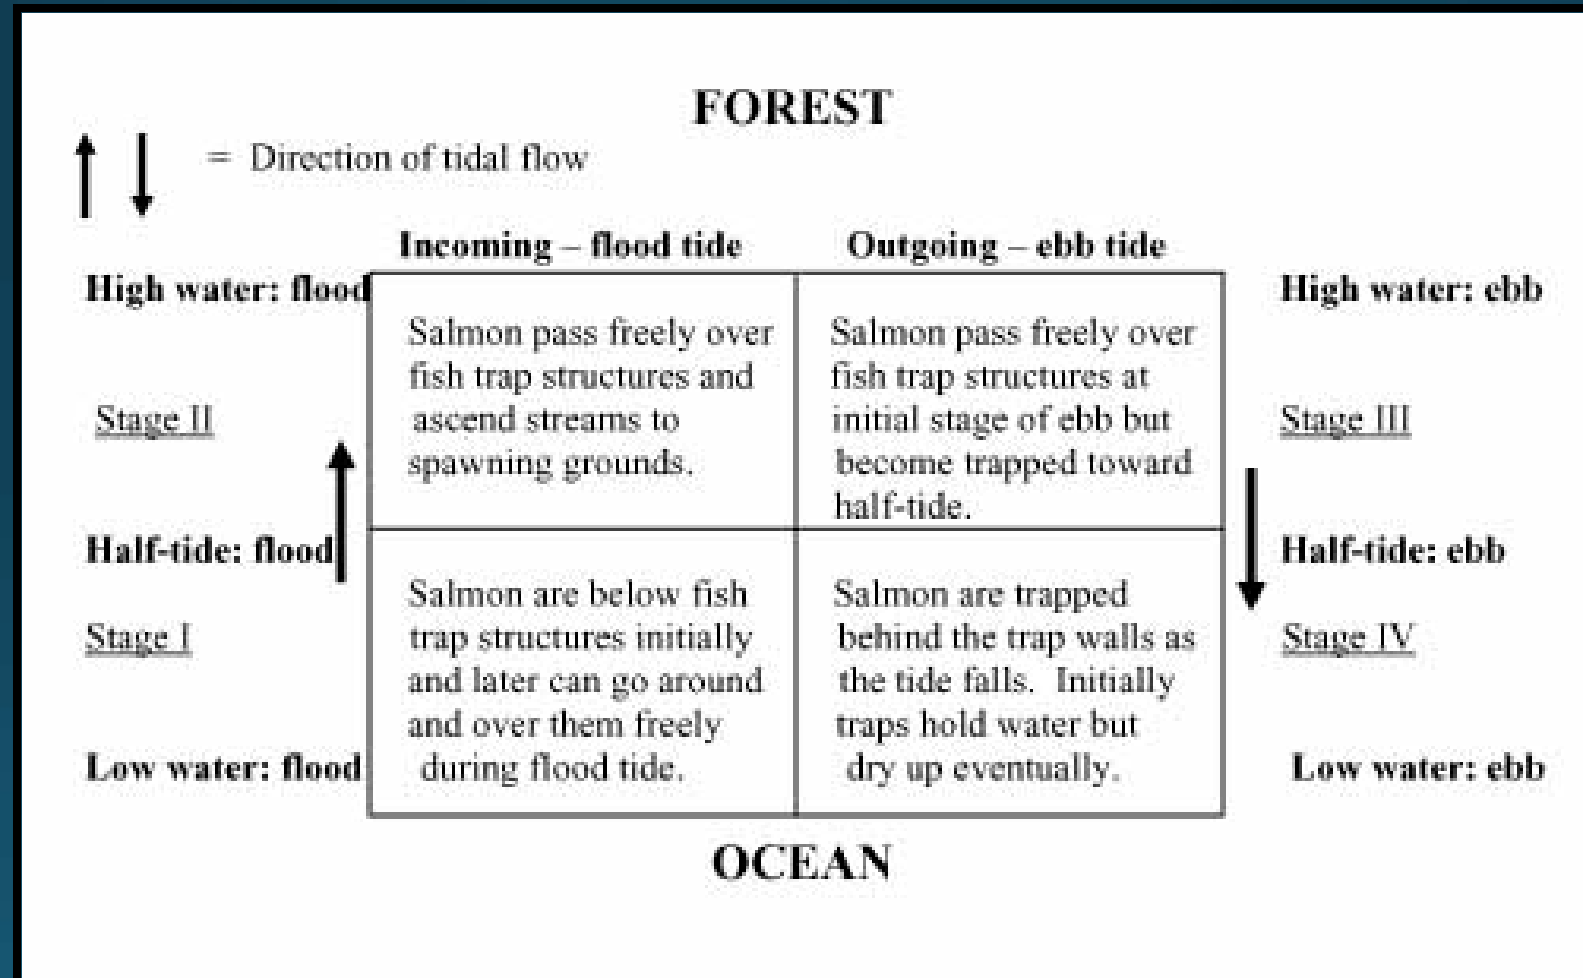 FOREST
= Direction of tidal flow
Incoming – flood tide
Outgoing – ebb tide
High water: flood
Salmon pass freely over
fish trap structures and
ascend streams to
spawning grounds.
Salmon pass freely over
fish trap structures at
initial stage of ebb but
become trapped toward
half-tide.
High water: ebb
Stage II
Stage III
Half-tide: flood
Half-tide: ebb
Salmon are below fish
trap structures initially
and later can go around
and over them freely
during flood tide.
Salmon are trapped
behind the trap walls as
the tide falls. Initially
traps hold water but
dry up eventually.
Stage I
Stage IV
Low water: flood
Low water: ebb
OCEAN